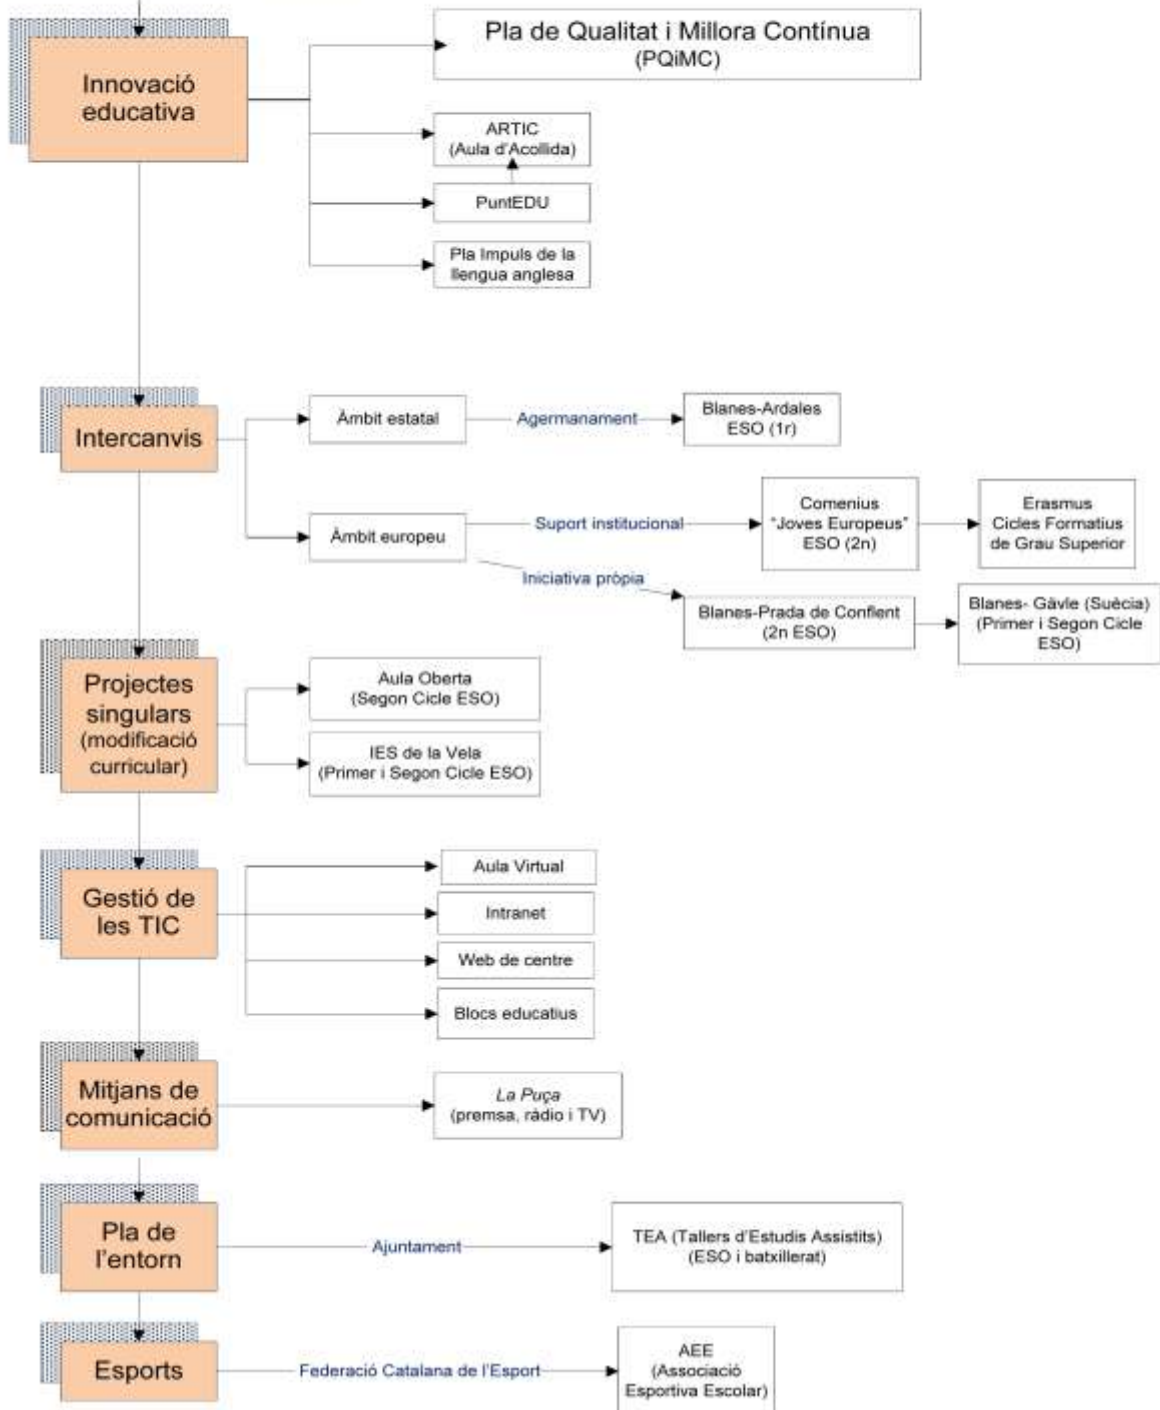 Pla de Qualitat i Millora Contínua
(PQiMC)
Innovació
educativa
ARTIC
(Aula d'Acollida)
PuntEDU
Pla Impuls de la
llengua anglesa
Intercanvis
Àmbit estatal
Agermanament
Blanes-Ardales
ESO (1r)
Àmbit europeu
Suport institucional
Comenius
"Joves Europeus"
ESO (2n)
Erasmus
Cicles Formatius
de Grau Superior
Iniciativa pròpia
Blanes-Prada de Conflent
(2n ESO)
Blanes- Gävle (Suècia)
(Primer i Segon Cicle
ESO)
Projectes
singulars
(modificació
curricular)
Aula Oberta
(Segon Cicle ESO)
IES de la Vela
(Primer i Segon Cicle ESO)
Gestió de
les TIC
Aula Virtual
Intranet
Web de centre
Blocs educatius
Mitjans de
comunicació
La Puça
(premsa, ràdio i TV)
Pla de
l'entorn
Ajuntament
TEA (Tallers d'Estudis Assistits)
(ESO i batxillerat)
Esports
Federació Catalana de l'Esport
AEE
(Associació
Esportiva Escolar)